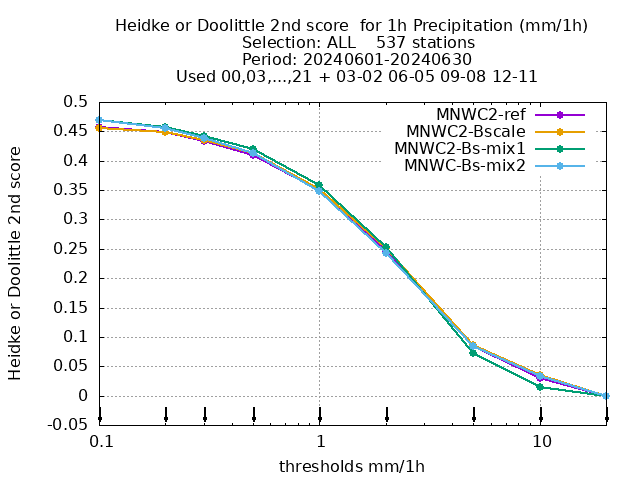 Heidke or Doolittle 2nd score  for 1h Precipitation (mm/1h)
Selection: ALL    537 stations
Period: 20240601-20240630
Used 00,03,...,21 + 03-02 06-05 09-08 12-11
MNWC2-ref
MNWC2-Bscale
MNWC2-Bs-mix1
MNWC-Bs-mix2
Heidke or Doolittle 2nd score
0.5
0.45
0.4
0.35
0.3
0.25
0.2
0.15
0.1
0.05
0
-0.05
0.1
1
10
thresholds mm/1h